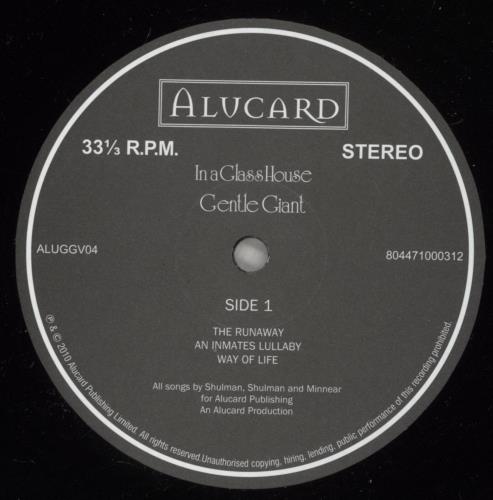 ALUCARD
33⅓ R.P.M.
STEREO
In a Glass House
Gentle Giant
ALUGGV04
804471000312
SIDE 1
THE RUNAWAY
AN INMATES LULLABY
WAY OF LIFE
All songs by Shulman, Shulman and Minnear
for Alucard Publishing
An Alucard Production
℗ & © 2010 Alucard Publishing Limited. All rights reserved.Unauthorised copying, hiring, lending, public performance of this recording prohibited.